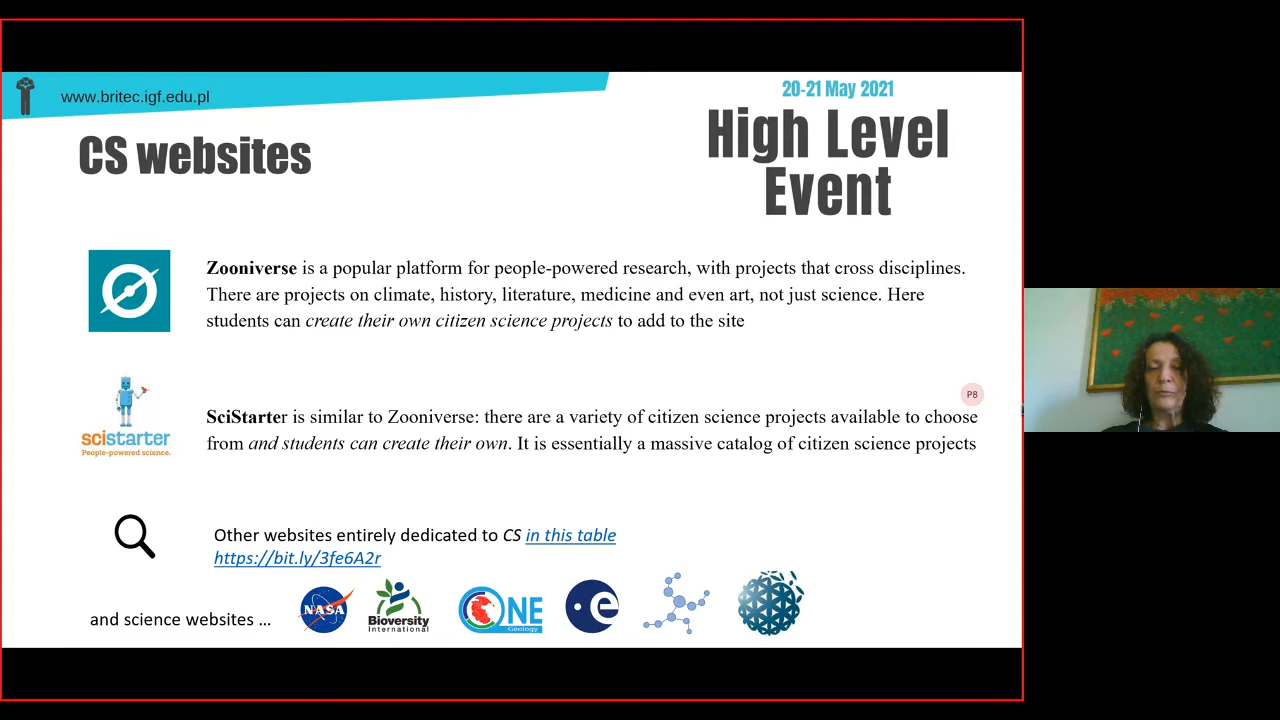 www.britec.igf.edu.pl
20-21 May 2021
High Level
Event
CS websites
Zooniverse is a popular platform for people-powered research, with projects that cross disciplines.
There are projects on climate, history, literature, medicine and even art, not just science. Here
students can create their own citizen science projects to add to the site
P8
scistarter
People-powered science.
SciStarter is similar to Zooniverse: there are a variety of citizen science projects available to choose
from and students can create their own. It is essentially a massive catalog of citizen science projects
Other websites entirely dedicated to CS in this table
https://bit.ly/3fe6A2r
and science websites ...
NASA
Bioversity
International
ONE
Geology
e